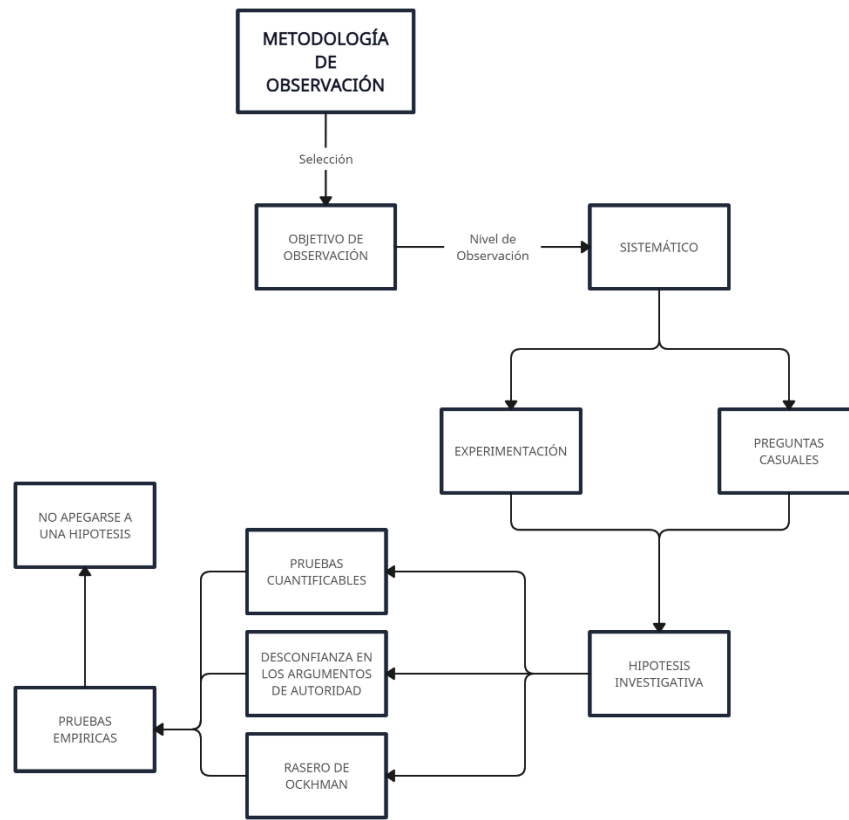 METODOLOGÍA
DE
OBSERVACIÓN
Selección
OBJETIVO DE
OBSERVACIÓN
Nivel de
Observación
SISTEMÁTICO
EXPERIMENTACIÓN
PREGUNTAS
CASUALES
HIPOTESIS
INVESTIGATIVA
PRUEBAS
CUANTIFICABLES
DESCONFIANZA EN
LOS ARGUMENTOS
DE AUTORIDAD
RASERO DE
OCKHMAN
PRUEBAS
EMPIRICAS
NO APEGARSE A
UNA HIPOTESIS